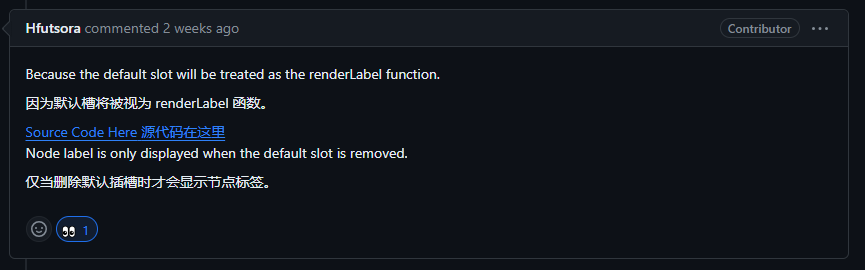 Hfutsora commented 2 weeks ago
Contributor
Because the default slot will be treated as the renderLabel function.
因为默认槽将被视为 renderLabel 函数。
Source Code Here 源代码在这里
Node label is only displayed when the default slot is removed.
仅当删除默认插槽时才会显示节点标签。
1